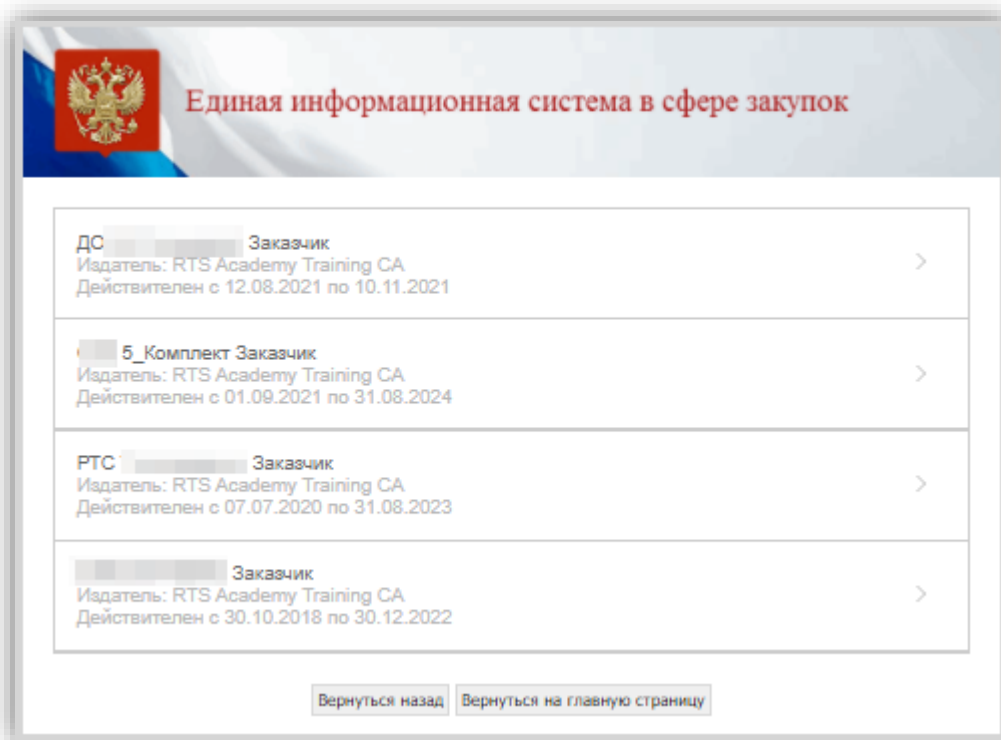 Единая информационная система в сфере закупок
ДО Заказчик
Издатель: RTS Academy Training CA
Действителен с 12.08.2021 по 10.11.2021
5_Комплект Заказчик
Издатель: RTS Academy Training CA
Действителен с 01.09.2021 по 31.08.2024
РТС Заказчик
Издатель: RTS Academy Training CA
Действителен с 07.07.2020 по 31.08.2023
Заказчик
Издатель: RTS Academy Training CA
Действителен с 30.10.2018 по 30.12.2022
Вернуться назад Вернуться на главную страницу